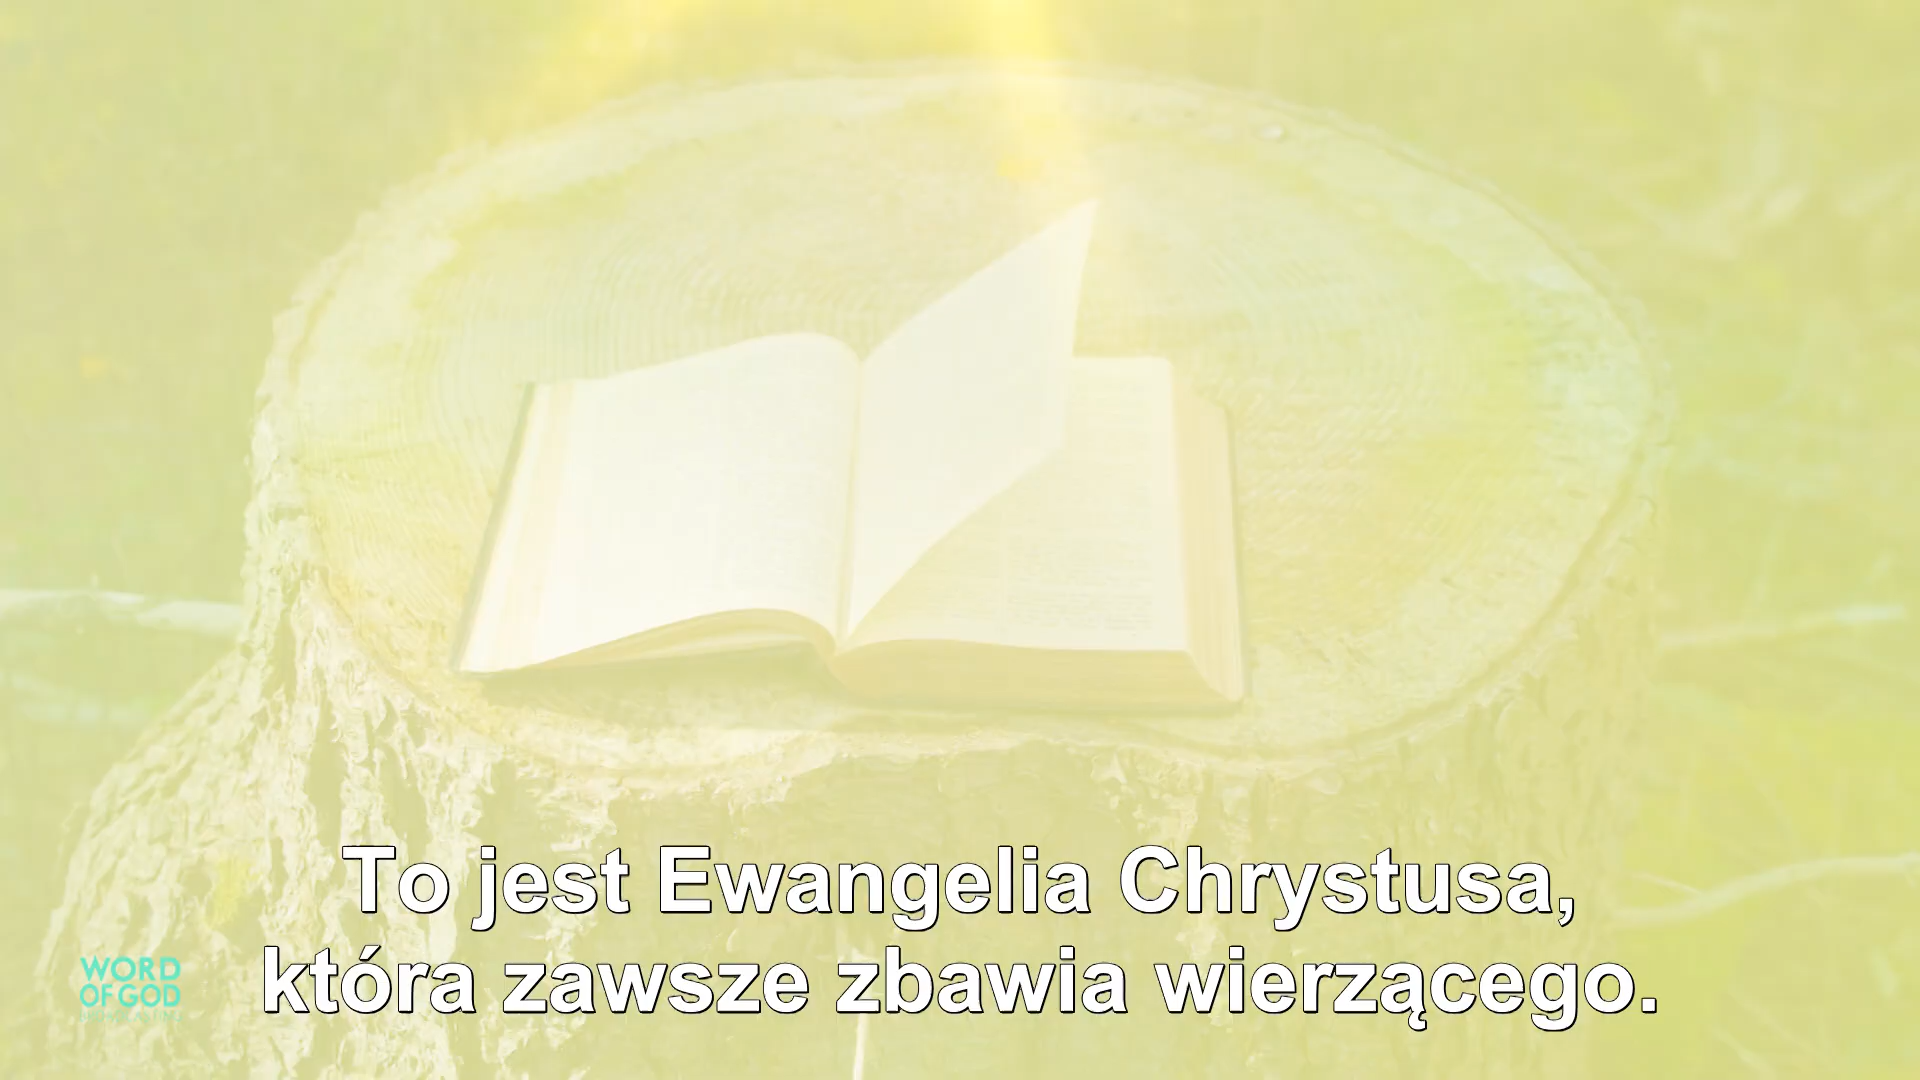 To jest Ewangelia Chrystusa,
która zawsze zbawia wierzącego.
WORD
OF GOD